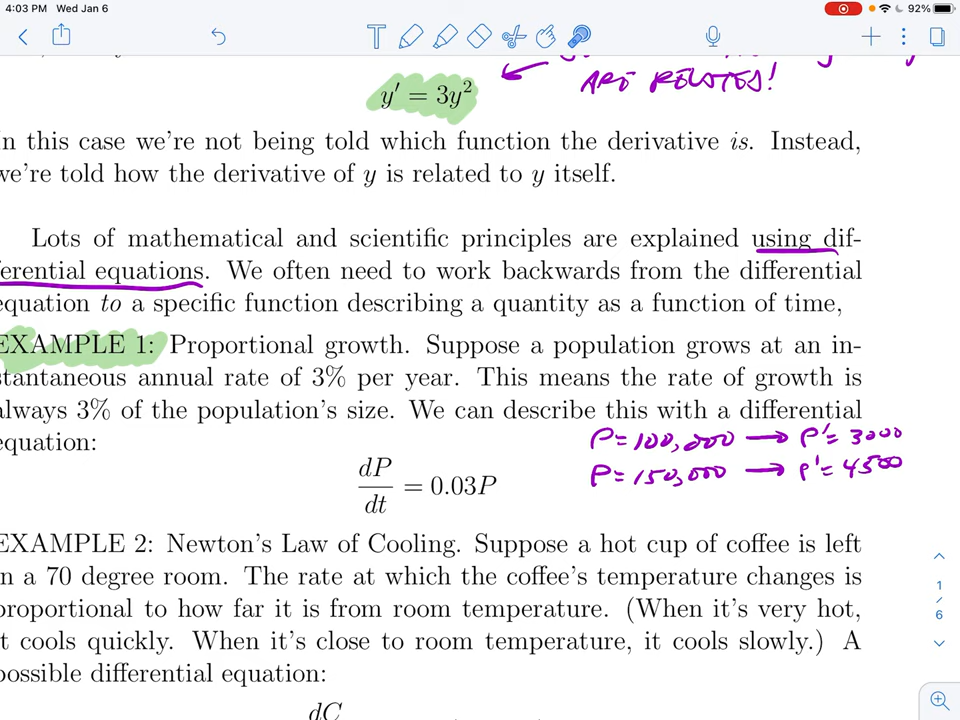 4:03 PM Wed Jan 6
92%
ARE RELATED!
y′ = 3y²
In this case we're not being told which function the derivative is. Instead,
we're told how the derivative of y is related to y itself.
Lots of mathematical and scientific principles are explained using dif-
ferential equations. We often need to work backwards from the differential
equation to a specific function describing a quantity as a function of time,
EXAMPLE 1: Proportional growth. Suppose a population grows at an in-
stantaneous annual rate of 3% per year. This means the rate of growth is
always 3% of the population's size. We can describe this with a differential
equation:
P=100,000 → P'=3000
P=150,000 → P'=4500
dP/dt = 0.03P
EXAMPLE 2: Newton's Law of Cooling. Suppose a hot cup of coffee is left
in a 70 degree room. The rate at which the coffee's temperature changes is
proportional to how far it is from room temperature. (When it's very hot,
it cools quickly. When it's close to room temperature, it cools slowly.) A
possible differential equation:
dC
1
/
6